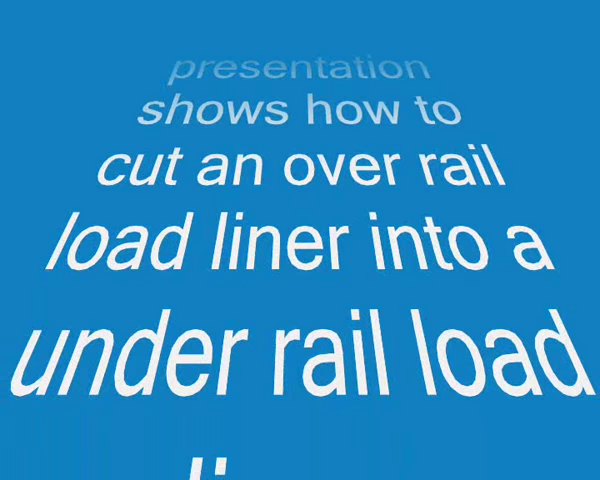 presentation
shows how to
cut an over rail
load liner into a
under rail load